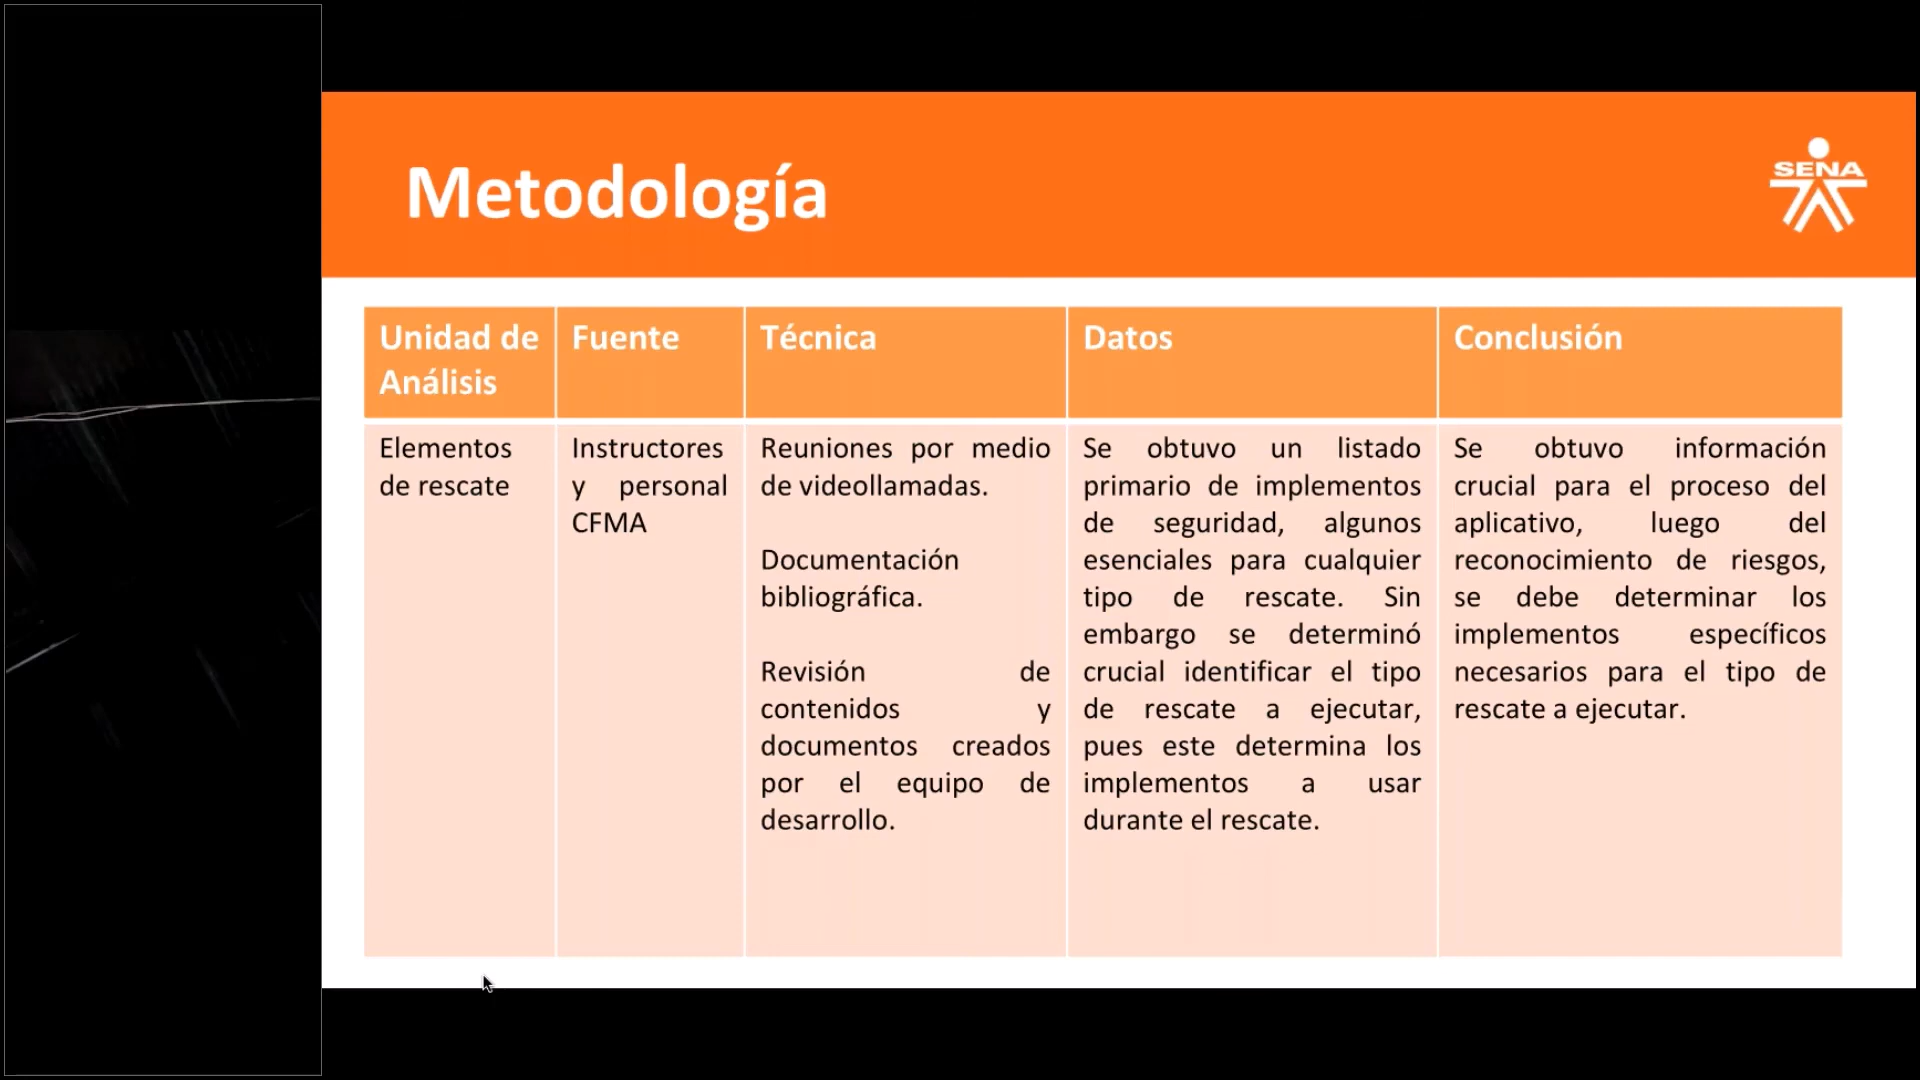 Metodología
SENA
Unidad de
Análisis
Fuente
Técnica
Datos
Conclusión
Elementos
de rescate
Instructores
y personal
CFMA
Reuniones por medio
de videollamadas.
Documentación
bibliográfica.
Revisión de
contenidos y
documentos creados
por el equipo de
desarrollo.
Se obtuvo un listado
primario de implementos
de seguridad, algunos
esenciales para cualquier
tipo de rescate. Sin
embargo se determinó
crucial identificar el tipo
de rescate a ejecutar,
pues este determina los
implementos a usar
durante el rescate.
Se obtuvo información
crucial para el proceso del
aplicativo, luego del
reconocimiento de riesgos,
se debe determinar los
implementos específicos
necesarios para el tipo de
rescate a ejecutar.